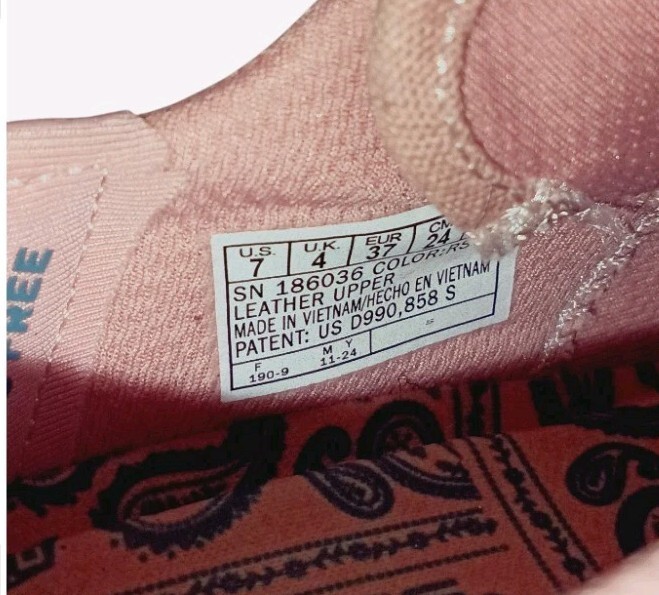 U.S. U.K. EUR CM
7 4 37 24
SN 186036 COLOR:RS
LEATHER UPPER
MADE IN VIETNAM/HECHO EN VIETNAM
PATENT: US D990,858 S
F M Y
190-9 11-24
REE